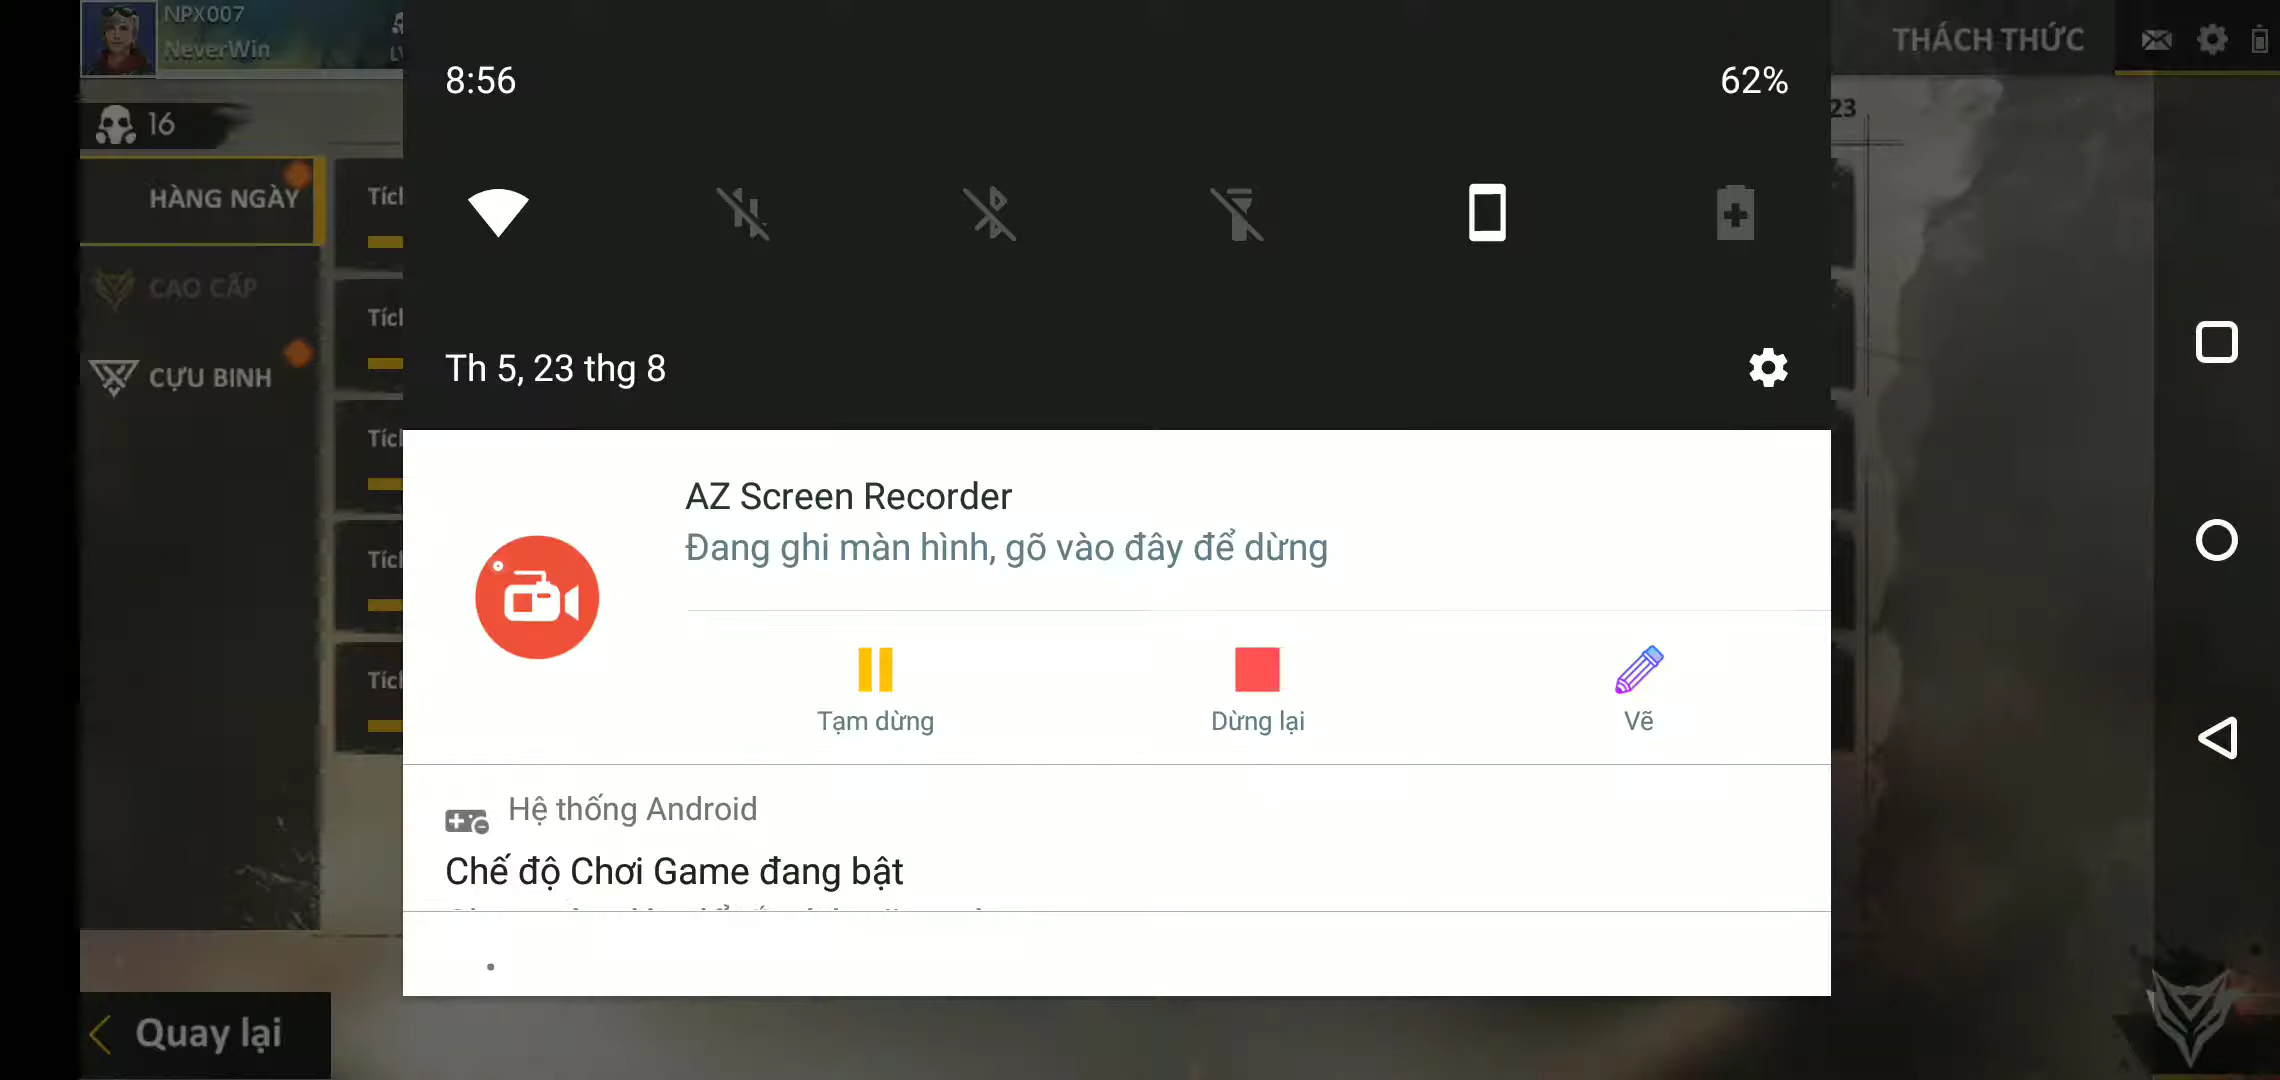 NPX007
NeverWin
THÁCH THỨC
8:56
62%
23
16
HÀNG NGÀY
CAO CẤP
CỰU BINH
Th 5, 23 thg 8
AZ Screen Recorder
Đang ghi màn hình, gõ vào đây để dừng
Tạm dừng
Dừng lại
Vẽ
Hệ thống Android
Chế độ Chơi Game đang bật
Quay lại